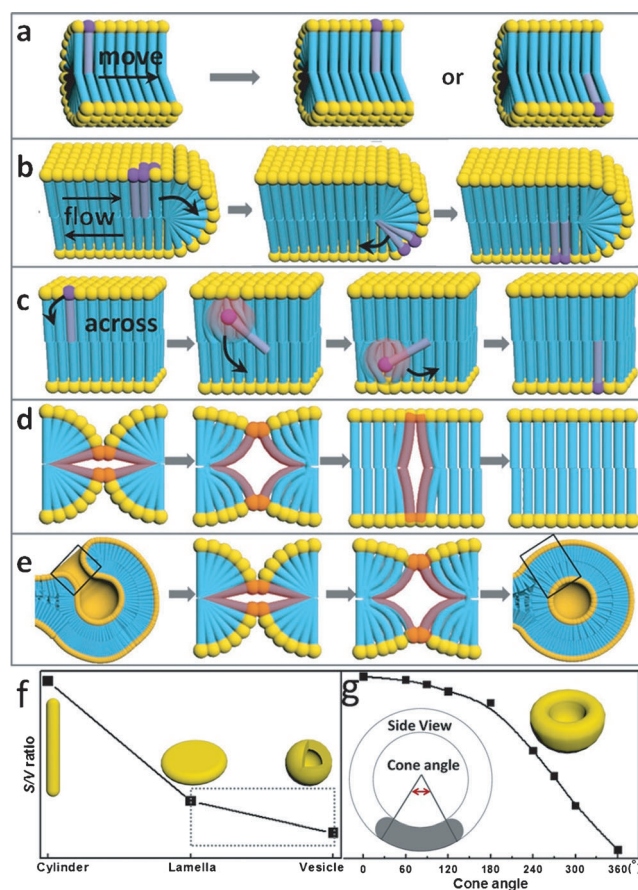 a
move
or
b
flow
c
across
d
e
f
S/V ratio
Cylinder Lamella Vesicle
g
Side View
Cone angle
0 60 120 180 240 300 360(°)
Cone angle